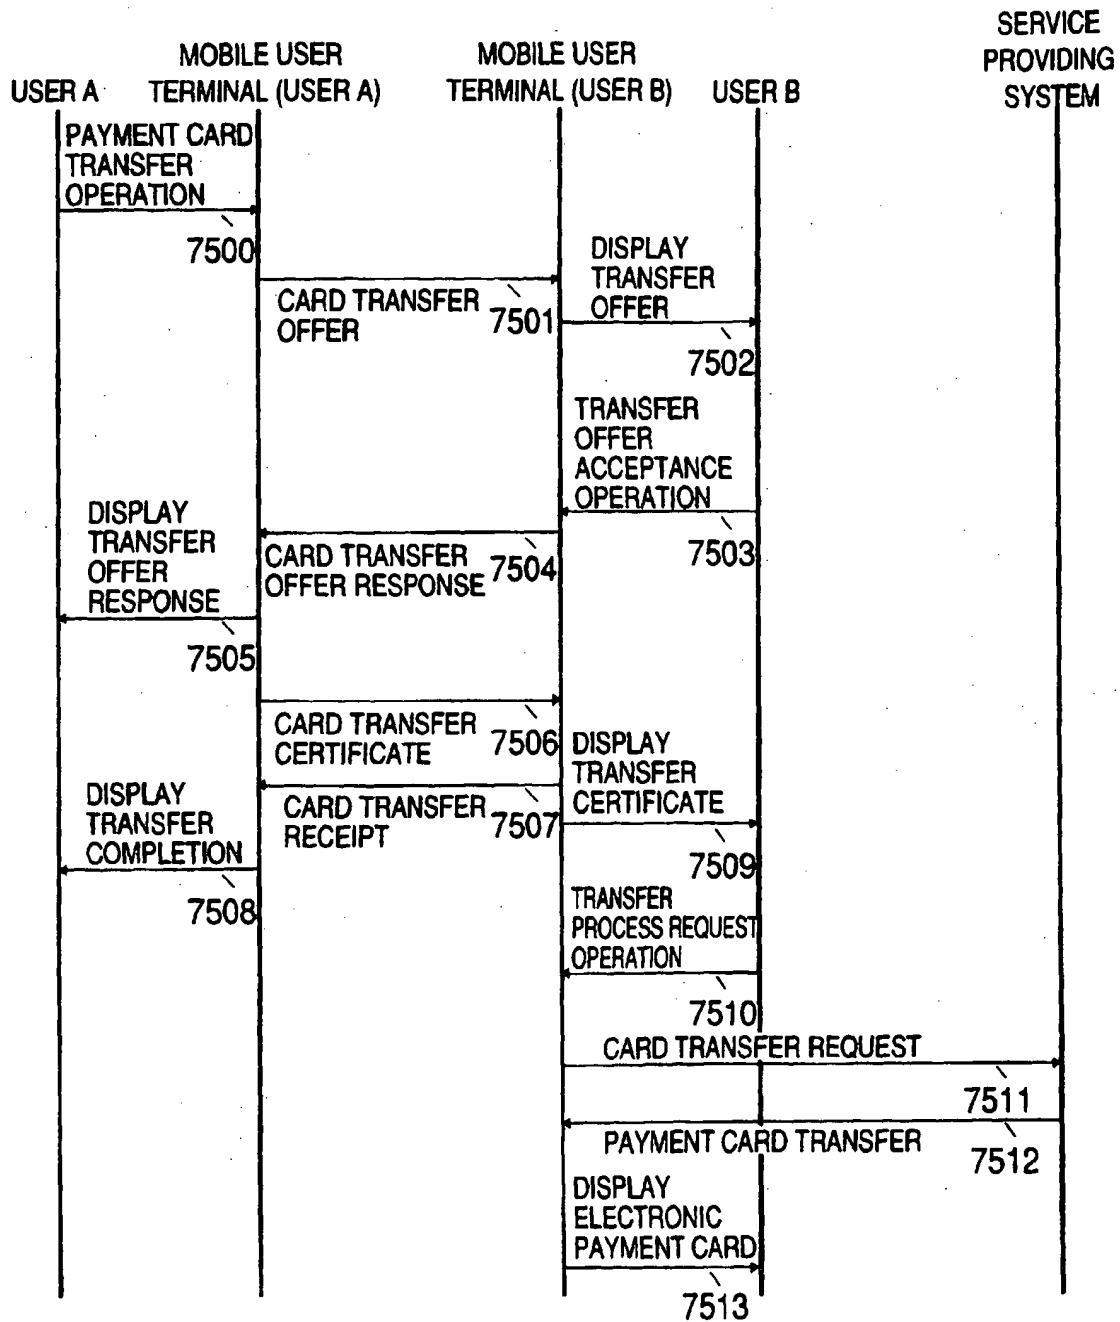 SERVICE
PROVIDING
SYSTEM
MOBILE USER
TERMINAL (USER A)
MOBILE USER
TERMINAL (USER B)
USER A
USER B
PAYMENT CARD
TRANSFER
OPERATION
7500
CARD TRANSFER
OFFER
7501
DISPLAY
TRANSFER
OFFER
7502
TRANSFER
OFFER
ACCEPTANCE
OPERATION
7503
CARD TRANSFER
OFFER RESPONSE
7504
DISPLAY
TRANSFER
OFFER
RESPONSE
7505
CARD TRANSFER
CERTIFICATE
7506
CARD TRANSFER
RECEIPT
7507
DISPLAY
TRANSFER
COMPLETION
7508
DISPLAY
TRANSFER
CERTIFICATE
7509
TRANSFER
PROCESS REQUEST
OPERATION
7510
CARD TRANSFER REQUEST
7511
PAYMENT CARD TRANSFER
7512
DISPLAY
ELECTRONIC
PAYMENT CARD
7513